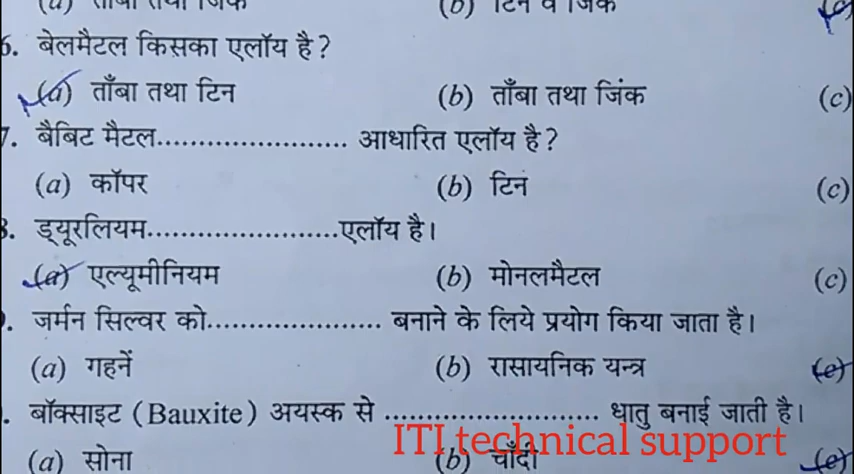 (a) ताँबा तथा जिंक (b) टिन व जिंक (c)
6. बेलमैटल किसका एलॉय है?
(a) ताँबा तथा टिन (b) ताँबा तथा जिंक (c)
7. बैबिट मैटल........................ आधारित एलॉय है?
(a) कॉपर (b) टिन (c)
8. ड्यूरलियम........................एलॉय है।
(a) एल्यूमीनियम (b) मोनलमैटल (c)
. जर्मन सिल्वर को...................... बनाने के लिये प्रयोग किया जाता है।
(a) गहनें (b) रासायनिक यन्त्र (c)
. बॉक्साइट (Bauxite) अयस्क से ........................... धातु बनाई जाती है।
ITI technical support
(a) सोना (b) चाँदी (c)